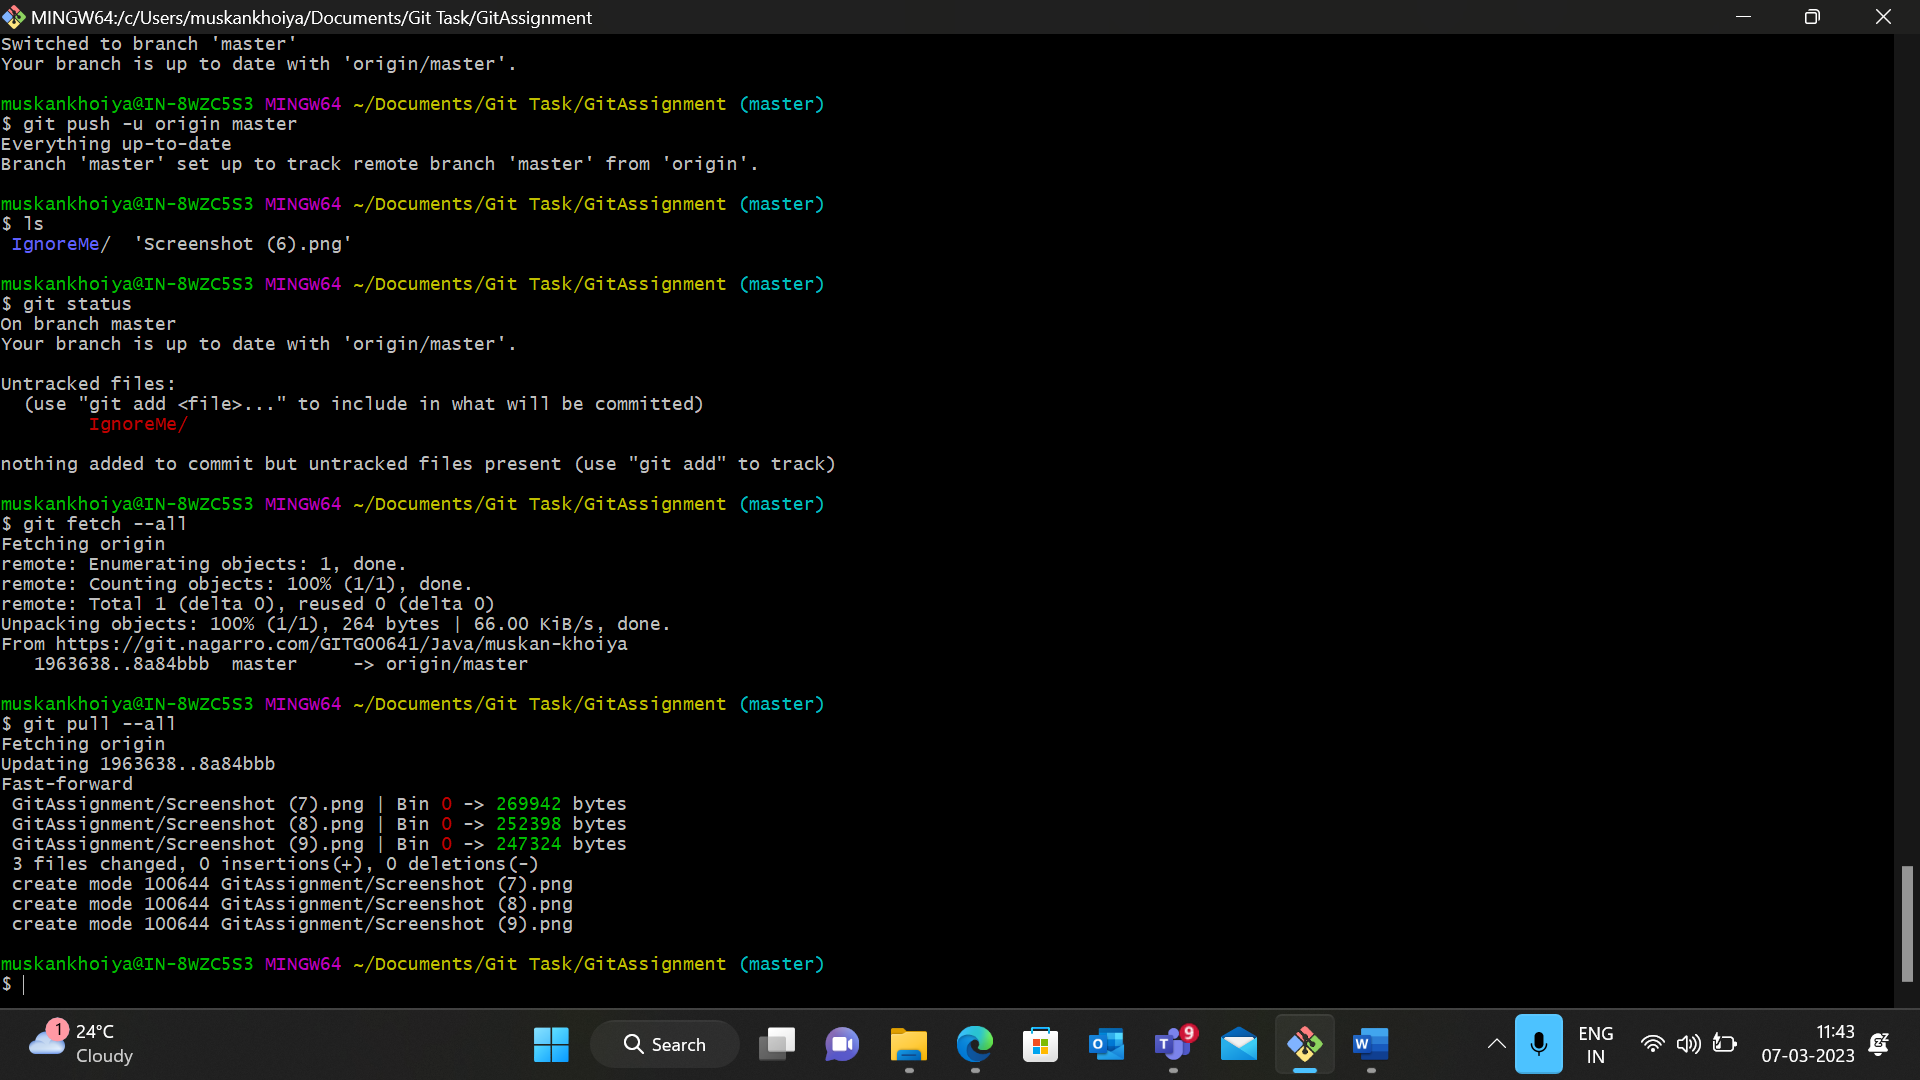 MINGW64:/c/Users/muskankhoiya/Documents/Git Task/GitAssignment
Switched to branch 'master'
Your branch is up to date with 'origin/master'.
muskankhoiya@IN-8WZC5S3 MINGW64 ~/Documents/Git Task/GitAssignment (master)
$ git push -u origin master
Everything up-to-date
Branch 'master' set up to track remote branch 'master' from 'origin'.
muskankhoiya@IN-8WZC5S3 MINGW64 ~/Documents/Git Task/GitAssignment (master)
$ ls
IgnoreMe/  'Screenshot (6).png'
muskankhoiya@IN-8WZC5S3 MINGW64 ~/Documents/Git Task/GitAssignment (master)
$ git status
On branch master
Your branch is up to date with 'origin/master'.
Untracked files:
(use "git add <file>..." to include in what will be committed)
IgnoreMe/
nothing added to commit but untracked files present (use "git add" to track)
muskankhoiya@IN-8WZC5S3 MINGW64 ~/Documents/Git Task/GitAssignment (master)
$ git fetch --all
Fetching origin
remote: Enumerating objects: 1, done.
remote: Counting objects: 100% (1/1), done.
remote: Total 1 (delta 0), reused 0 (delta 0)
Unpacking objects: 100% (1/1), 264 bytes | 66.00 KiB/s, done.
From https://git.nagarro.com/GITG00641/Java/muskan-khoiya
1963638..8a84bbb  master     -> origin/master
muskankhoiya@IN-8WZC5S3 MINGW64 ~/Documents/Git Task/GitAssignment (master)
$ git pull --all
Fetching origin
Updating 1963638..8a84bbb
Fast-forward
GitAssignment/Screenshot (7).png | Bin 0 -> 269942 bytes
GitAssignment/Screenshot (8).png | Bin 0 -> 252398 bytes
GitAssignment/Screenshot (9).png | Bin 0 -> 247324 bytes
3 files changed, 0 insertions(+), 0 deletions(-)
create mode 100644 GitAssignment/Screenshot (7).png
create mode 100644 GitAssignment/Screenshot (8).png
create mode 100644 GitAssignment/Screenshot (9).png
muskankhoiya@IN-8WZC5S3 MINGW64 ~/Documents/Git Task/GitAssignment (master)
$
1
24°C
Cloudy
Search
9
ENG
IN
11:43
07-03-2023